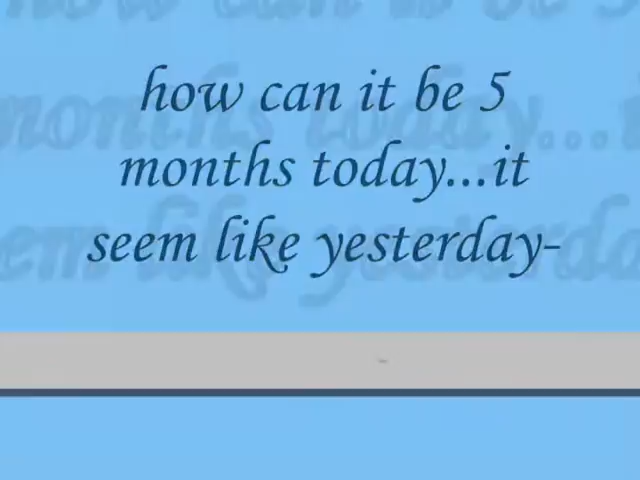 how can it be 5
months today...it
seem like yesterday-